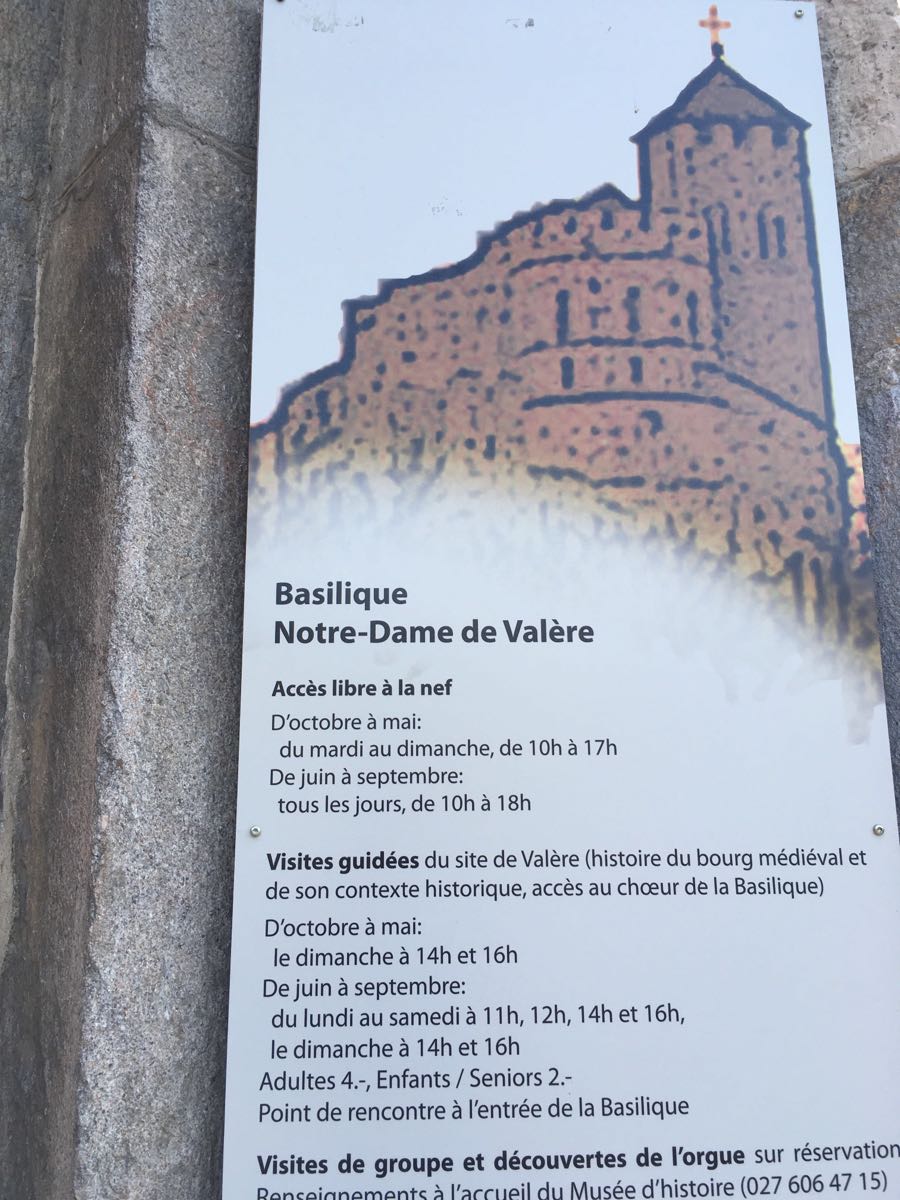 Basilique
Notre-Dame de Valère
Accès libre à la nef
D'octobre à mai:
du mardi au dimanche, de 10h à 17h
De juin à septembre:
tous les jours, de 10h à 18h
Visites guidées du site de Valère (histoire du bourg médiéval et
de son contexte historique, accès au chœur de la Basilique)
D'octobre à mai:
le dimanche à 14h et 16h
De juin à septembre:
du lundi au samedi à 11h, 12h, 14h et 16h,
le dimanche à 14h et 16h
Adultes 4.-, Enfants / Seniors 2.-
Point de rencontre à l'entrée de la Basilique
Visites de groupe et découvertes de l'orgue sur réservation
Renseignements à l'accueil du Musée d'histoire (027 606 47 15)